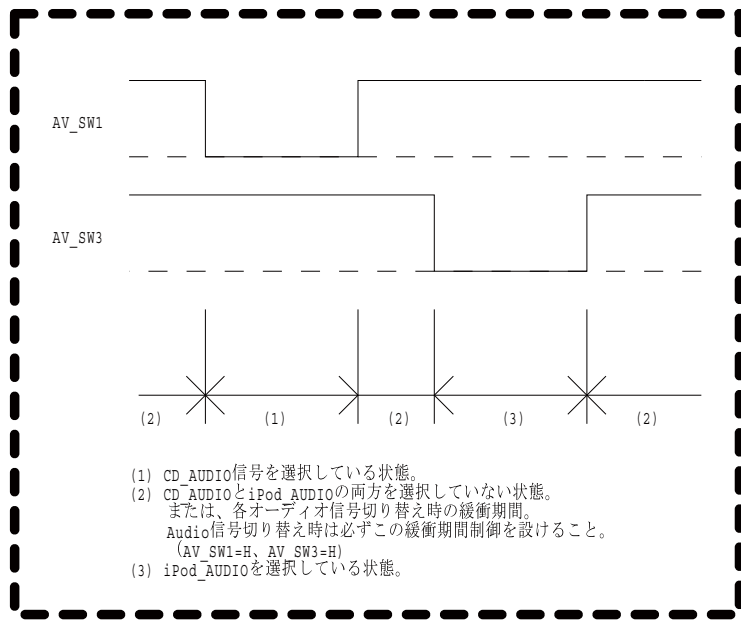 AV_SW1
AV_SW3
(2) (1) (2) (3) (2)
(1) CD_AUDIO信号を選択している状態。
(2) CD_AUDIOとiPod_AUDIOの両方を選択していない状態。
または、各オーディオ信号切り替え時の緩衝期間。
Audio信号切り替え時は必ずこの緩衝期間制御を設けること。
(AV_SW1=H、AV_SW3=H)
(3) iPod_AUDIOを選択している状態。